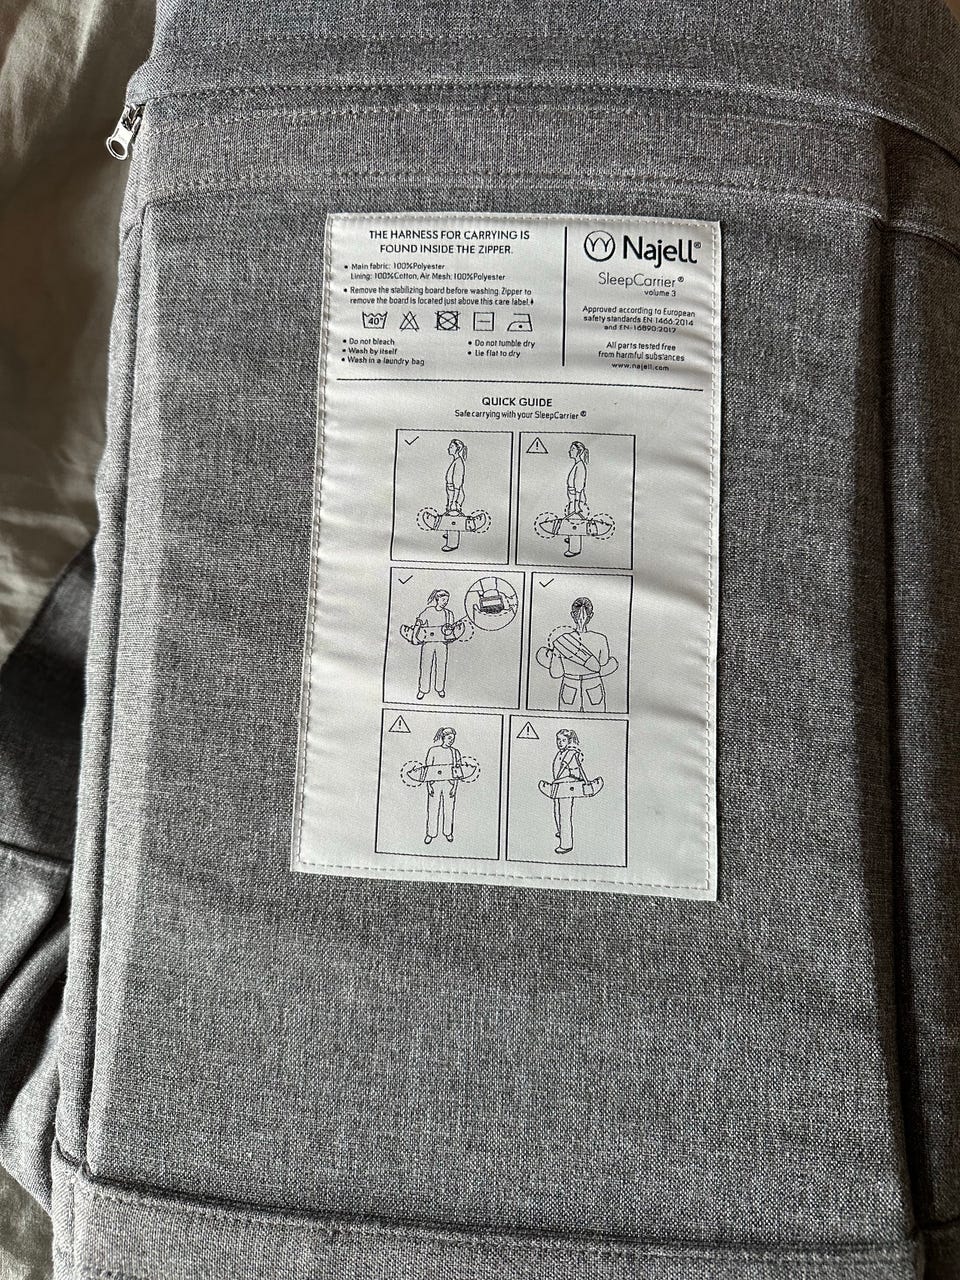 THE HARNESS FOR CARRYING IS
FOUND INSIDE THE ZIPPER.
• Main fabric: 100%Polyester
Lining: 100%Cotton, Air Mesh: 100%Polyester
• Remove the stabilizing board before washing. Zipper to
remove the board is located just above this care label.
40°
• Do not bleach
• Wash by itself
• Wash in a laundry bag
• Do not tumble dry
• Lie flat to dry
Najell®
SleepCarrier®
volume 3
Approved according to European
safety standards EN 1466:2014
and EN-16890:2017
All parts tested free
from harmful substances
www.najell.com
QUICK GUIDE
Safe carrying with your SleepCarrier®